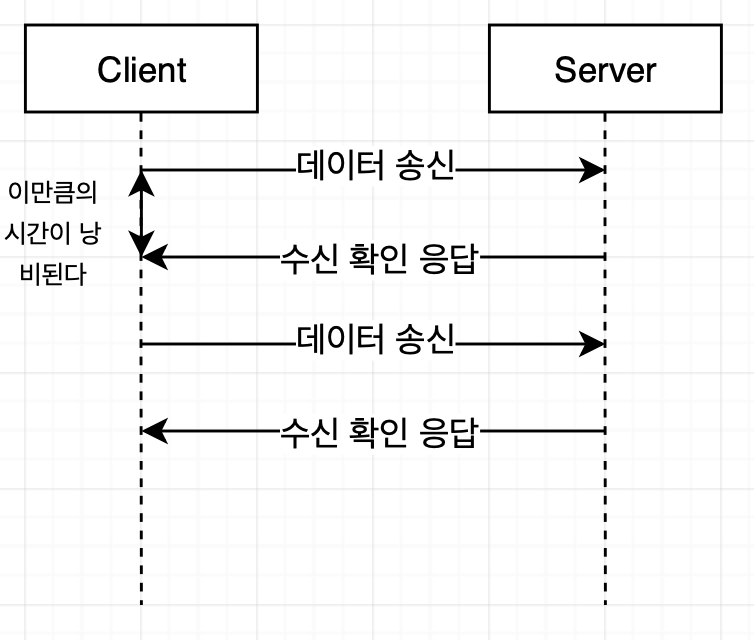 Client
Server
데이터 송신
이만큼의
시간이 낭
비된다
수신 확인 응답
데이터 송신
수신 확인 응답